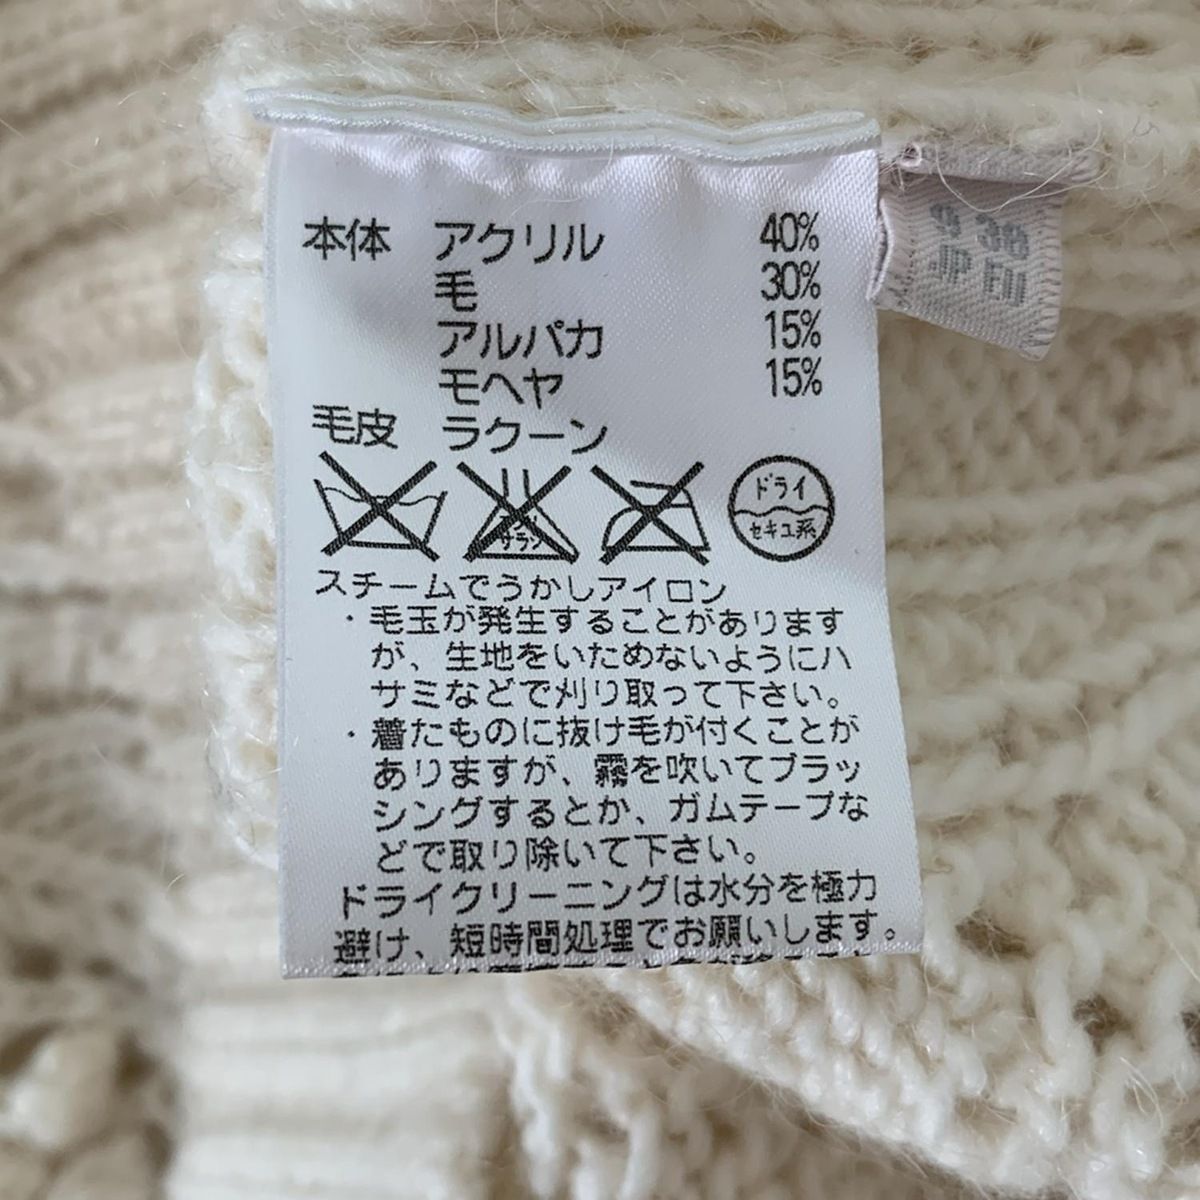 本体 アクリル 40%
毛 30%
アルパカ 15%
モヘヤ 15%
毛皮 ラクーン
サラシ
ドライ
セキユ系
スチームでうかしアイロン
・毛玉が発生することがあります
が、生地をいためないようにハ
サミなどで刈り取って下さい。
・着たものに抜け毛が付くことが
ありますが、霧を吹いてブラッ
シングするとか、ガムテープな
どで取り除いて下さい。
ドライクリーニングは水分を極力
避け、短時間処理でお願いします。
9 36
JP FII